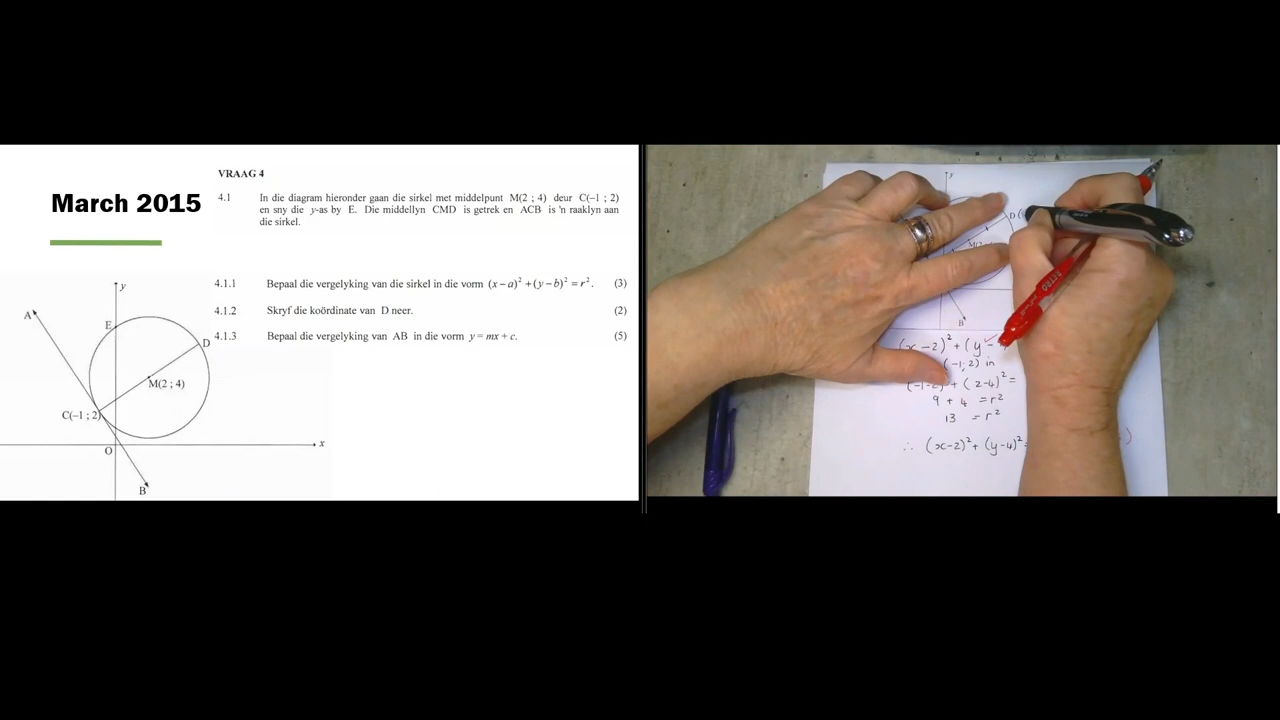 March 2015
VRAAG 4
4.1 In die diagram hieronder gaan die sirkel met middelpunt M(2 ; 4) deur C(–1 ; 2)
en sny die y-as by E. Die middellyn CMD is getrek en ACB is 'n raaklyn aan
die sirkel.
4.1.1 Bepaal die vergelyking van die sirkel in die vorm (x – a)² + (y – b)² = r². (3)
4.1.2 Skryf die koördinate van D neer. (2)
4.1.3 Bepaal die vergelyking van AB in die vorm y = mx + c. (5)
y
A
E
D
M(2 ; 4)
C(–1 ; 2)
x
O
B
y
D (
M(2
B
(x – 2)² + (y –
(–1; 2) in
(–1–2)² + (2–4)² =
9 + 4 = r²
13 = r²
∴ (x–2)² + (y–4)² = )
RETRO